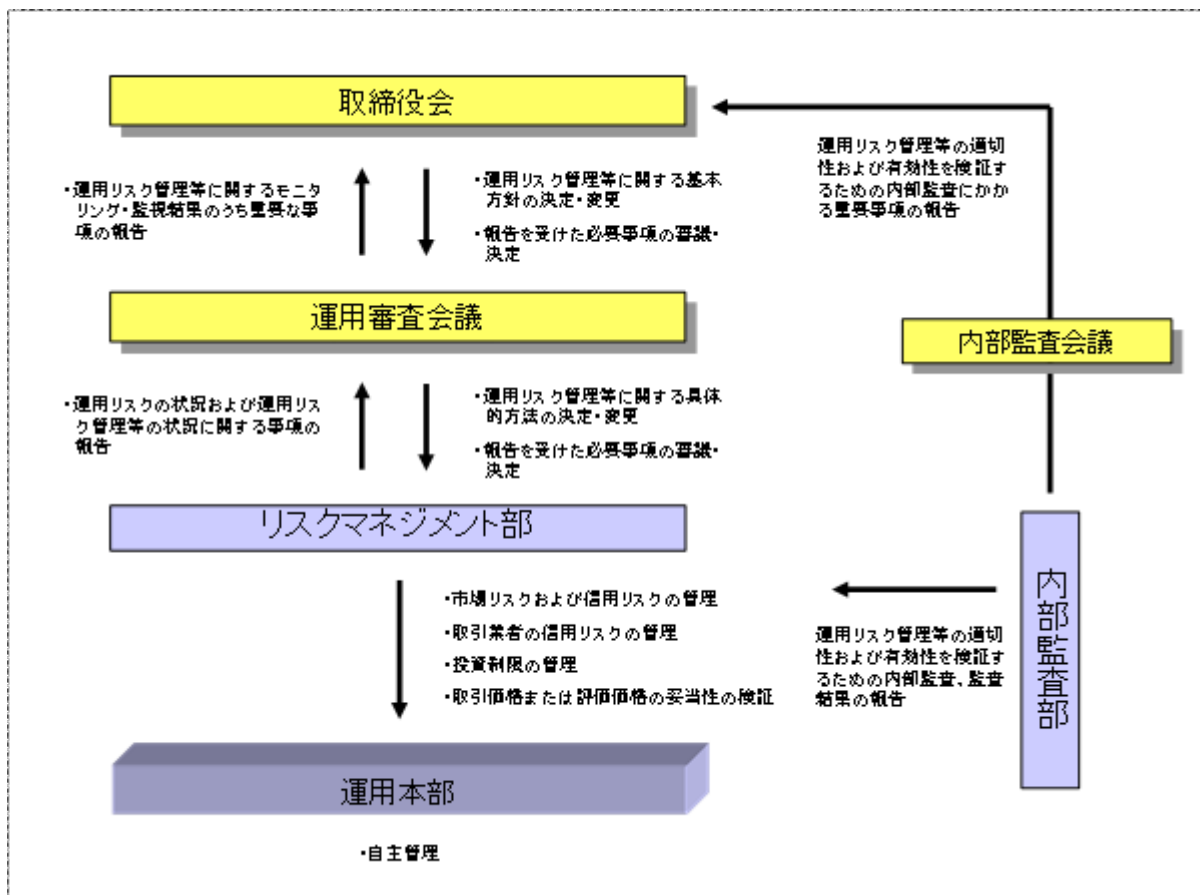 取締役会
・運用リスク管理等に関するモニ
タリング・監視結果のうち重要な事
項の報告
・運用リスク管理等に関する基本
方針の決定・変更
・報告を受けた必要事項の審議・
決定
運用リスク管理等の適切
性および有効性を検証す
るための内部監査にかか
る重要事項の報告
運用審査会議
内部監査会議
・運用リスクの状況および運用リス
ク管理等の状況に関する事項の
報告
・運用リスク管理等に関する具体
的方法の決定・変更
・報告を受けた必要事項の審議・
決定
リスクマネジメント部
・市場リスクおよび信用リスクの管理
・取引業者の信用リスクの管理
・投資制限の管理
・取引価格または評価価格の妥当性の検証
運用リスク管理等の適切
性および有効性を検証す
るための内部監査、監査
結果の報告
内部監査部
運用本部
・自主管理